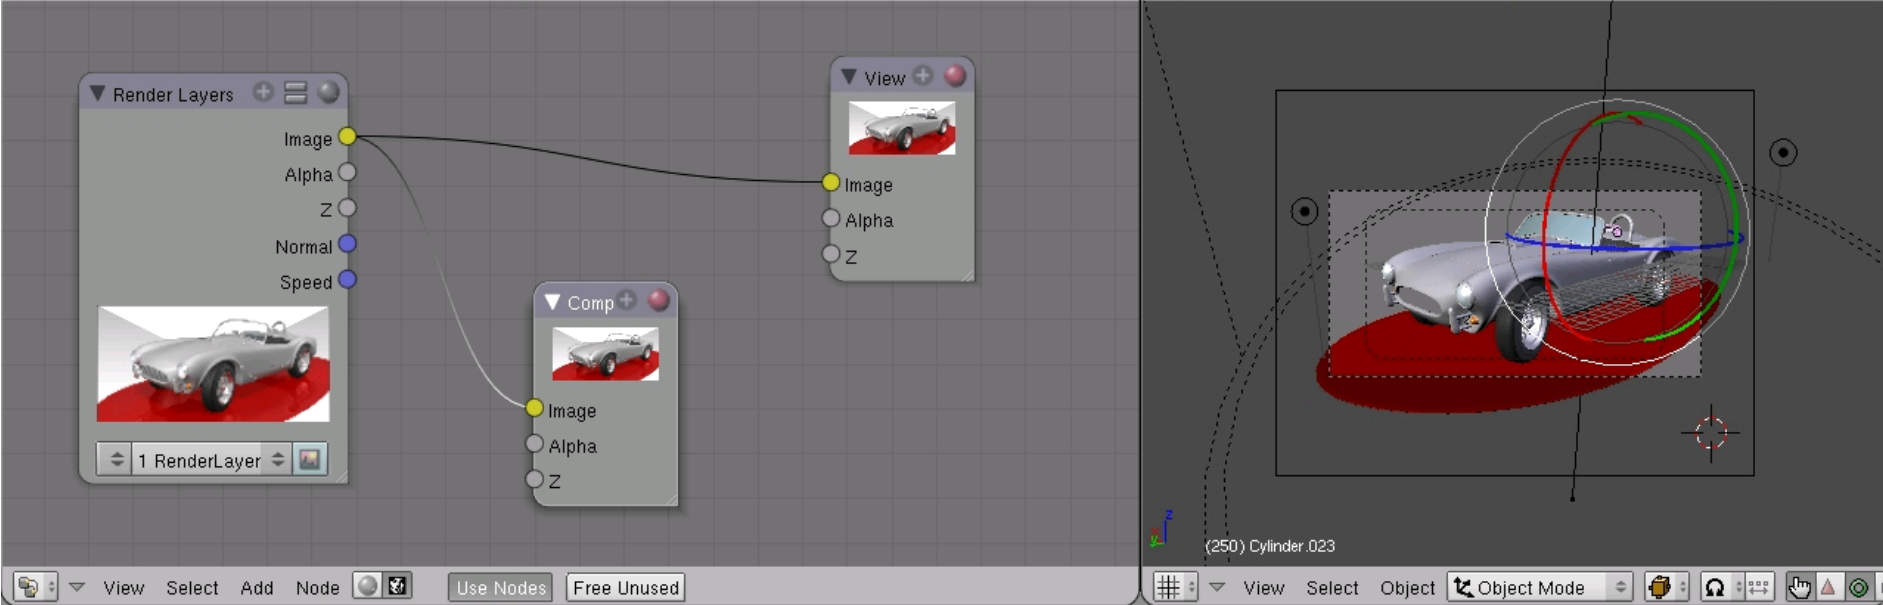 Render Layers
Image
Alpha
Z
Normal
Speed
1 RenderLayer
Comp
Image
Alpha
Z
View
Image
Alpha
Z
View Select Add Node Use Nodes Free Unused
z
y
(250) Cylinder.023
View Select Object Object Mode